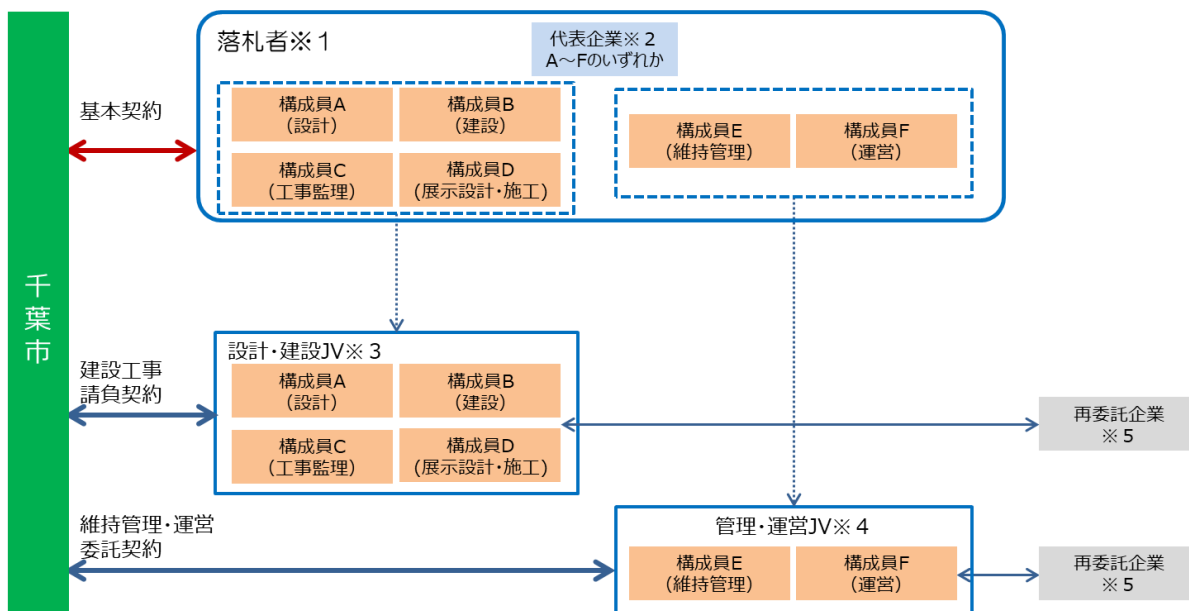 千葉市
落札者※1
代表企業※2
A～Fのいずれか
基本契約
構成員A
(設計)
構成員B
(建設)
構成員C
(工事監理)
構成員D
(展示設計・施工)
構成員E
(維持管理)
構成員F
(運営)
設計・建設JV※3
建設工事
請負契約
構成員A
(設計)
構成員B
(建設)
構成員C
(工事監理)
構成員D
(展示設計・施工)
再委託企業
※5
維持管理・運営
委託契約
管理・運営JV※4
構成員E
(維持管理)
構成員F
(運営)
再委託企業
※5